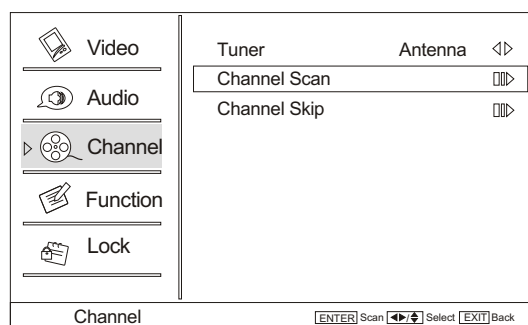 Video
Audio
Channel
Function
Lock
Tuner Antenna
Channel Scan
Channel Skip
Channel
ENTER Scan ◀▶/◆ Select EXIT Back